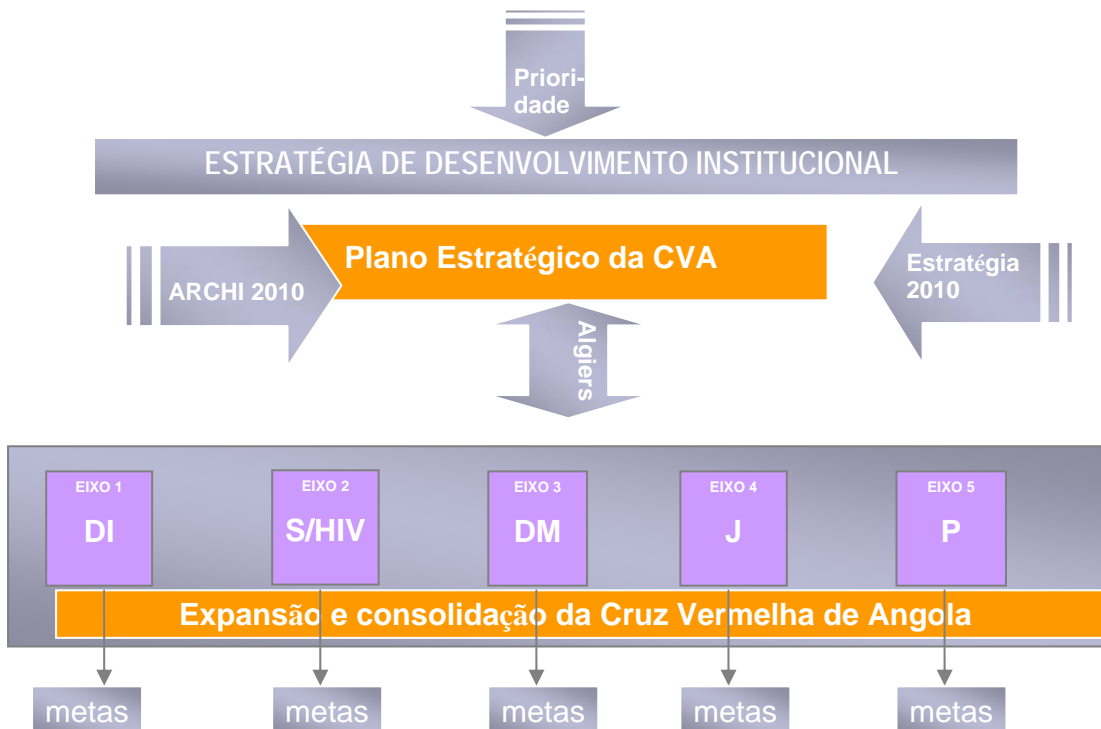 Priori-
dade
ESTRATÉGIA DE DESENVOLVIMENTO INSTITUCIONAL
Plano Estratégico da CVA
ARCHI 2010
Estratégia
2010
Algiers
EIXO 1
DI
EIXO 2
S/HIV
EIXO 3
DM
EIXO 4
J
EIXO 5
P
Expansão e consolidação da Cruz Vermelha de Angola
metas
metas
metas
metas
metas